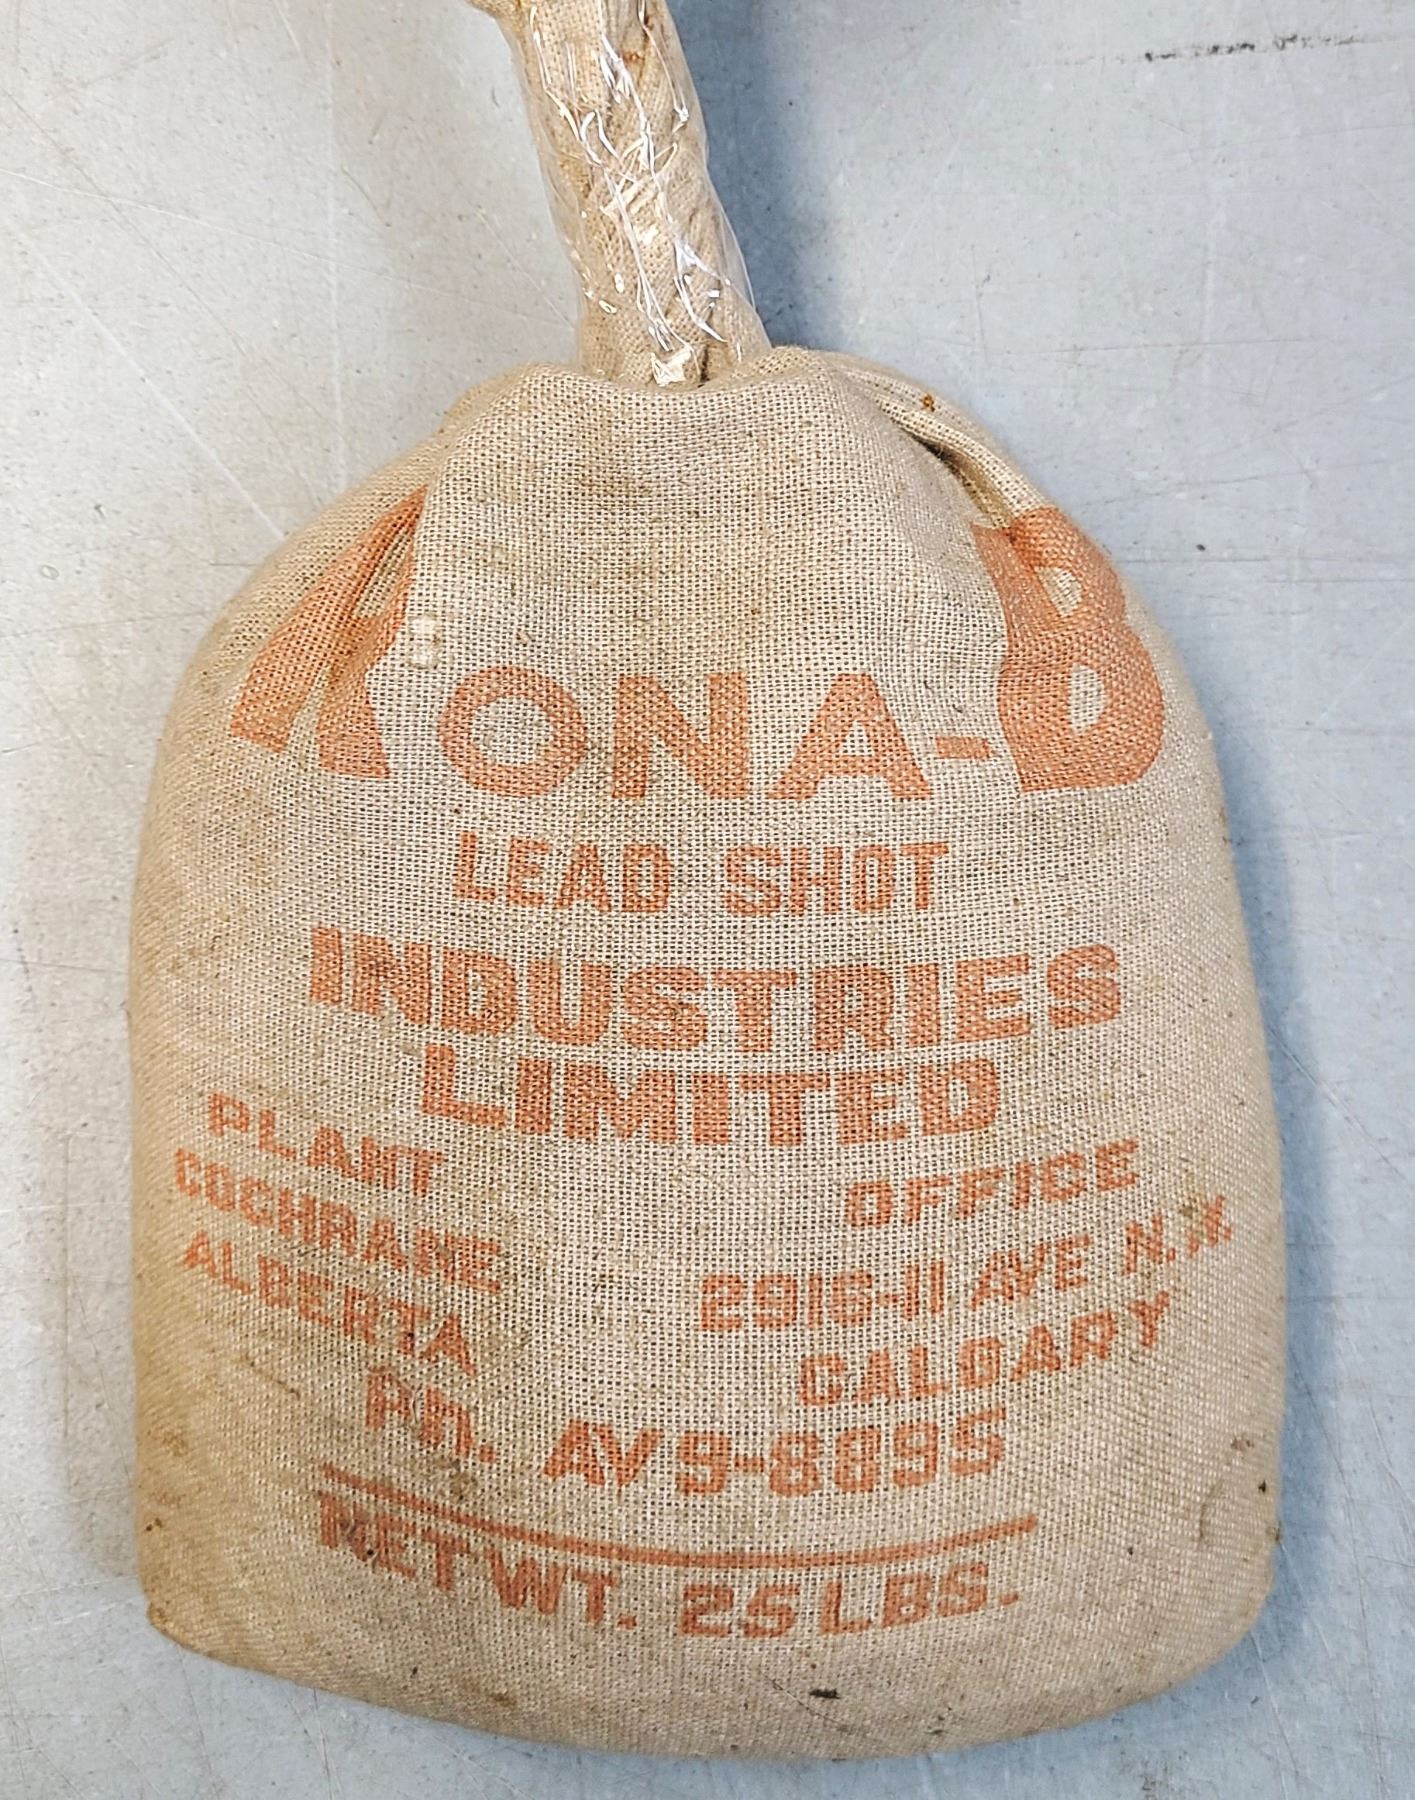 KONA-B
LEAD SHOT
INDUSTRIES
LIMITED
PLANT
COCHRANE
ALBERTA
OFFICE
2916-11 AVE N.W.
CALGARY
PH. AV 9-8895
NET WT. 25 LBS.